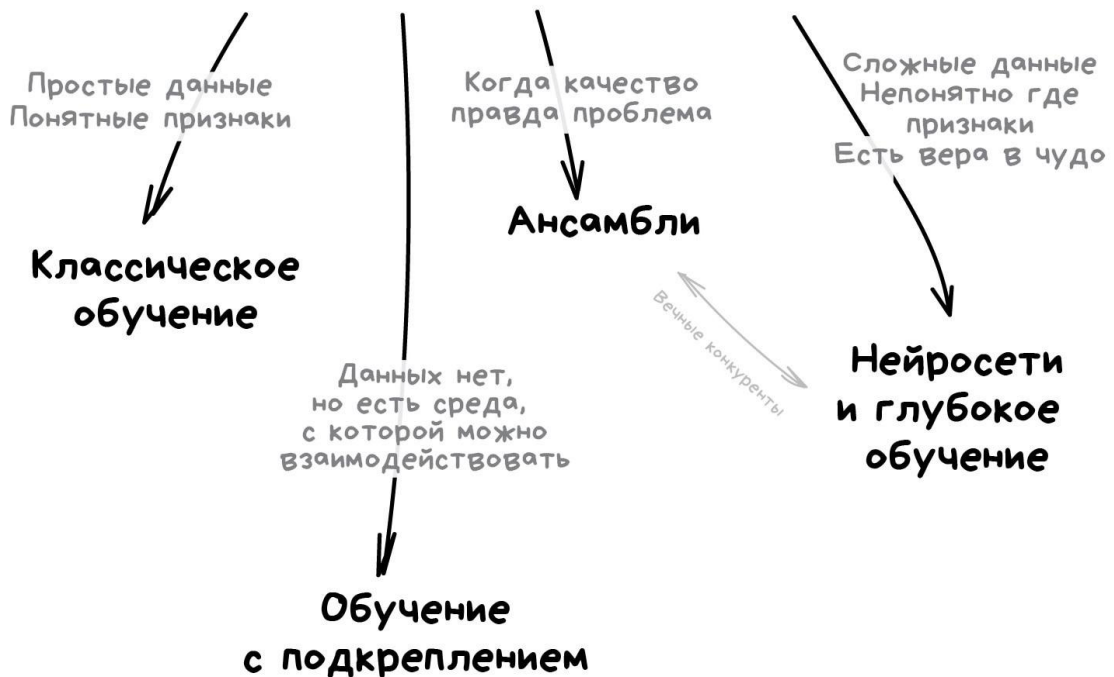 Простые данные
Понятные признаки
Когда качество
правда проблема
Сложные данные
Непонятно где
признаки
Есть вера в чудо
Классическое
обучение
Ансамбли
Вечные конкуренты
Данных нет,
но есть среда,
с которой можно
взаимодействовать
Нейросети
и глубокое
обучение
Обучение
с подкреплением